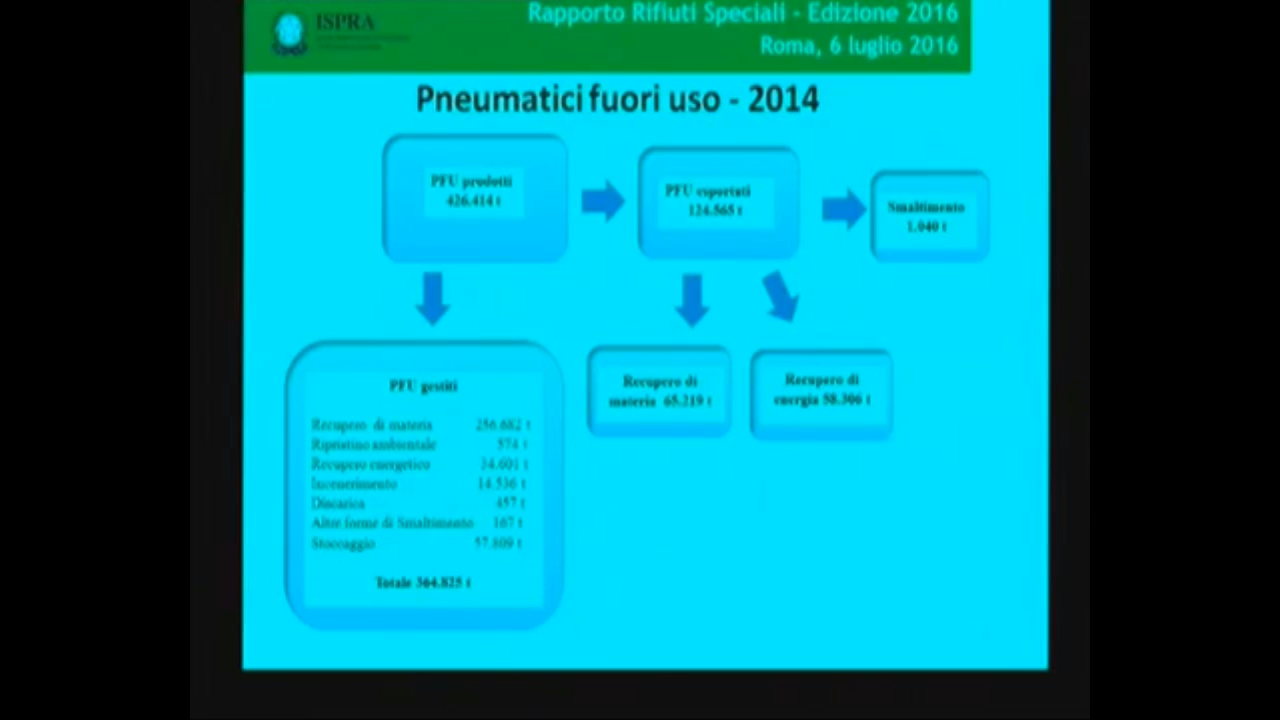 ISPRA
Rapporto Rifiuti Speciali - Edizione 2016
Roma, 6 luglio 2016
Pneumatici fuori uso - 2014
PFU prodotti
426.414 t
PFU esportati
124.565 t
Smaltimento
1.040 t
PFU gestiti
Recupero di materia 256.682 t
Ripristino ambientale 574 t
Recupero energetico 34.601 t
Incenerimento 14.536 t
Discarica 457 t
Altre forme di Smaltimento 167 t
Stoccaggio 57.809 t
Totale 364.825 t
Recupero di
materia 65.219 t
Recupero di
energia 58.306 t